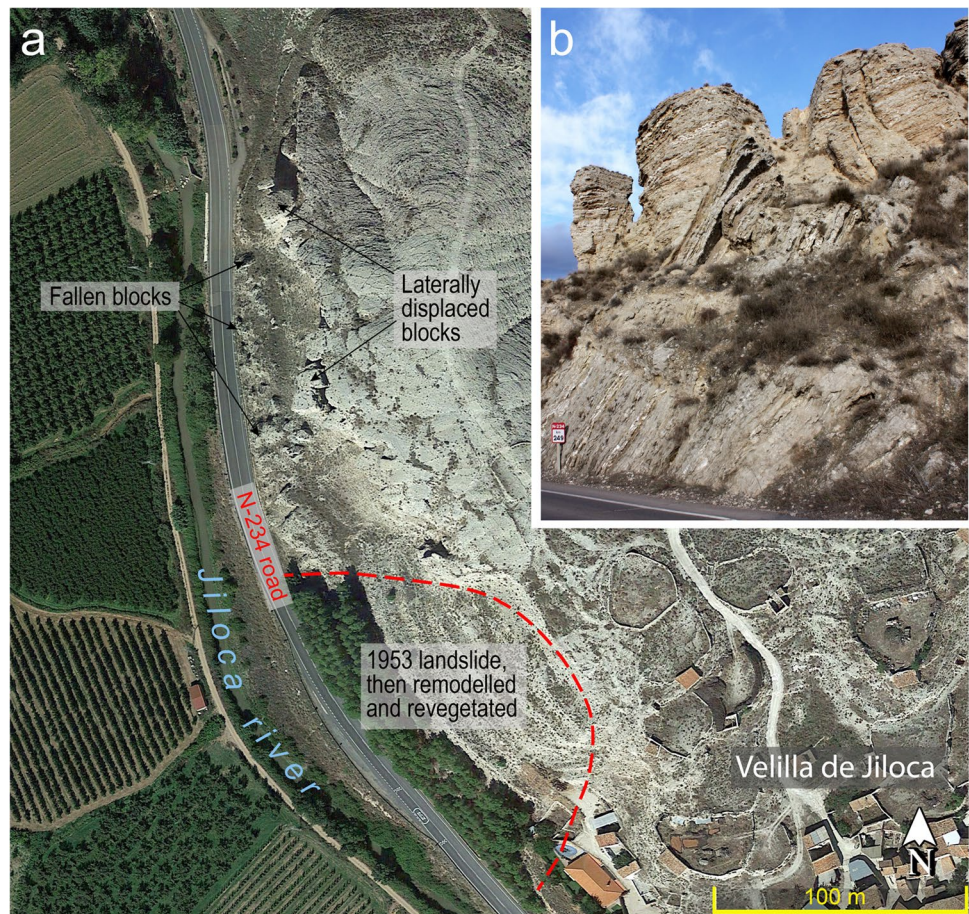 a
b
Fallen blocks
Laterally
displaced
blocks
N-234
249
N-234 road
Jiloca river
1953 landslide,
then remodelled
and revegetated
Velilla de Jiloca
N
100 m